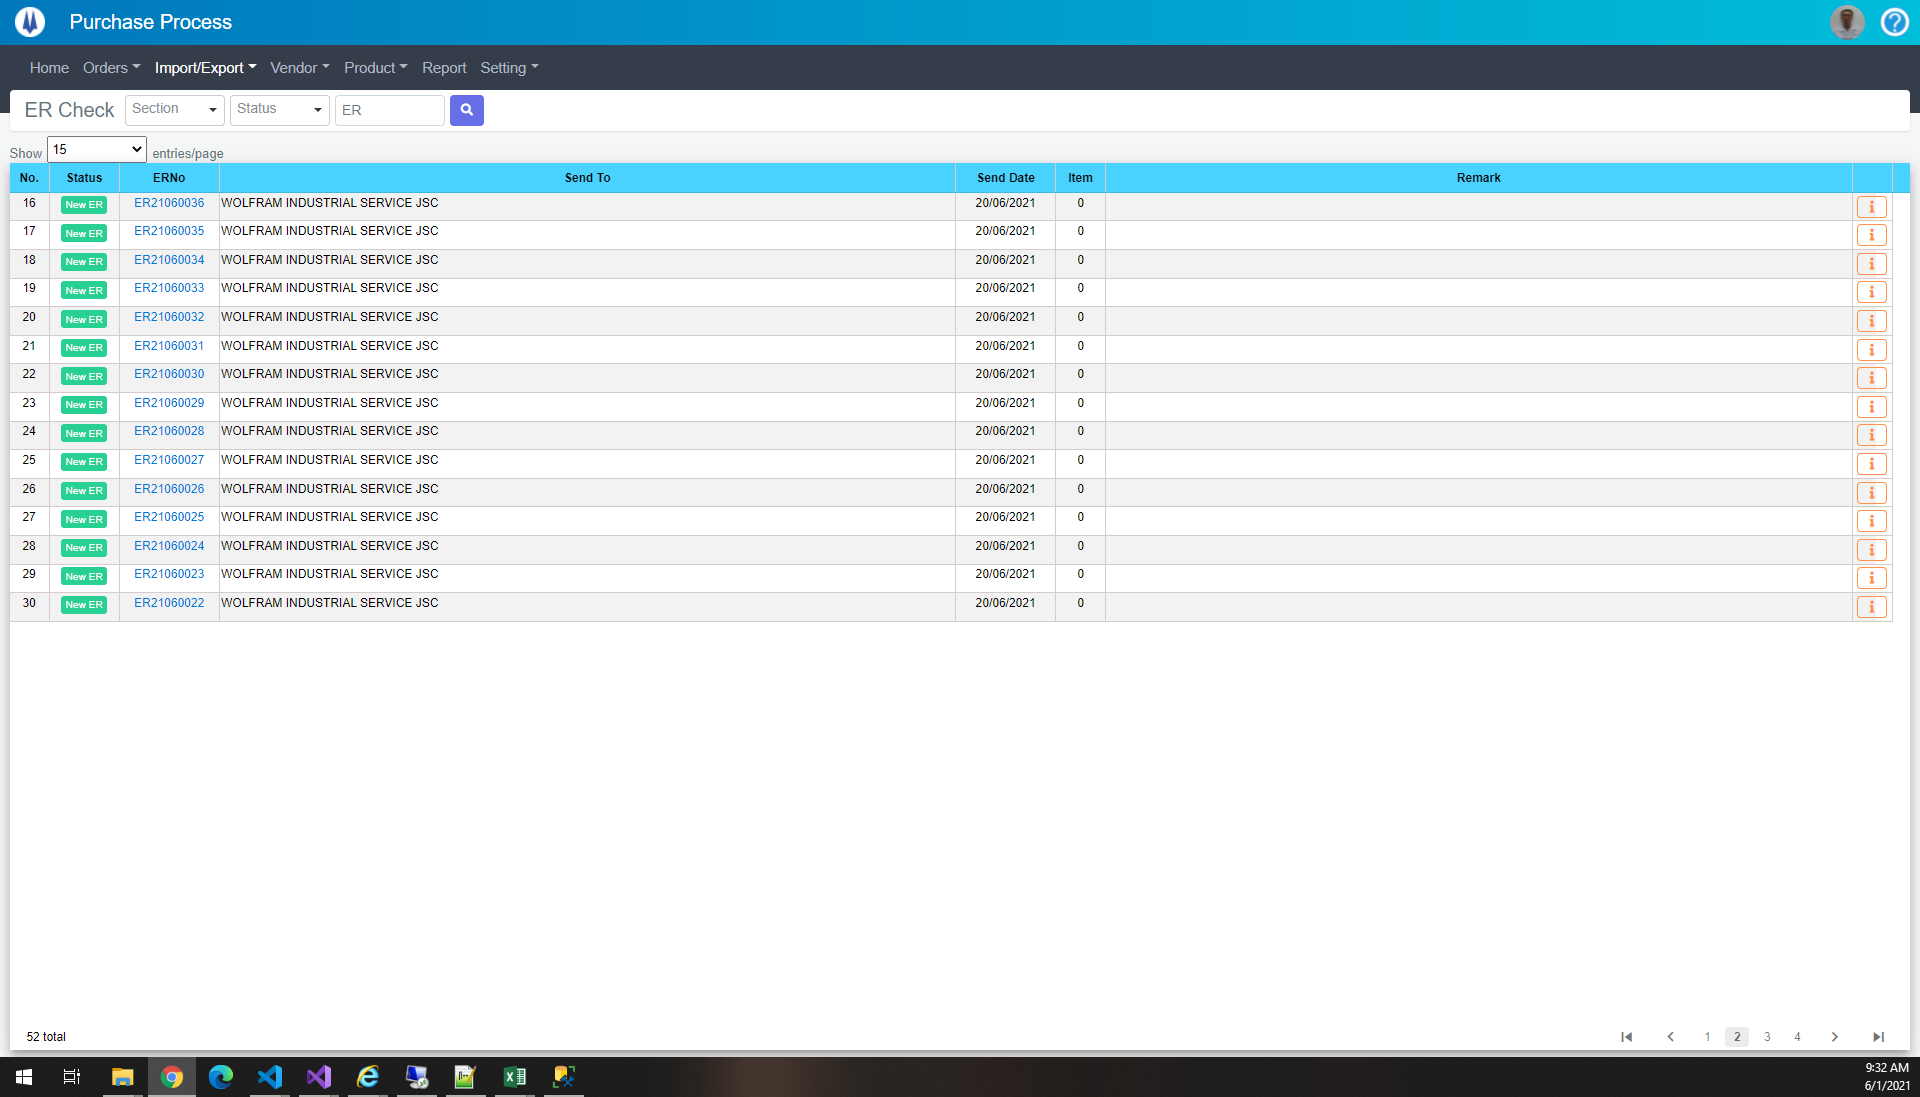 Purchase Process
Home Orders Import/Export Vendor Product Report Setting
ER Check Section Status ER
Show 15 entries/page
No. Status ERNo Send To Send Date Item Remark
16 New ER ER21060036 WOLFRAM INDUSTRIAL SERVICE JSC 20/06/2021 0
17 New ER ER21060035 WOLFRAM INDUSTRIAL SERVICE JSC 20/06/2021 0
18 New ER ER21060034 WOLFRAM INDUSTRIAL SERVICE JSC 20/06/2021 0
19 New ER ER21060033 WOLFRAM INDUSTRIAL SERVICE JSC 20/06/2021 0
20 New ER ER21060032 WOLFRAM INDUSTRIAL SERVICE JSC 20/06/2021 0
21 New ER ER21060031 WOLFRAM INDUSTRIAL SERVICE JSC 20/06/2021 0
22 New ER ER21060030 WOLFRAM INDUSTRIAL SERVICE JSC 20/06/2021 0
23 New ER ER21060029 WOLFRAM INDUSTRIAL SERVICE JSC 20/06/2021 0
24 New ER ER21060028 WOLFRAM INDUSTRIAL SERVICE JSC 20/06/2021 0
25 New ER ER21060027 WOLFRAM INDUSTRIAL SERVICE JSC 20/06/2021 0
26 New ER ER21060026 WOLFRAM INDUSTRIAL SERVICE JSC 20/06/2021 0
27 New ER ER21060025 WOLFRAM INDUSTRIAL SERVICE JSC 20/06/2021 0
28 New ER ER21060024 WOLFRAM INDUSTRIAL SERVICE JSC 20/06/2021 0
29 New ER ER21060023 WOLFRAM INDUSTRIAL SERVICE JSC 20/06/2021 0
30 New ER ER21060022 WOLFRAM INDUSTRIAL SERVICE JSC 20/06/2021 0
52 total 1 2 3 4
9:32 AM
6/1/2021